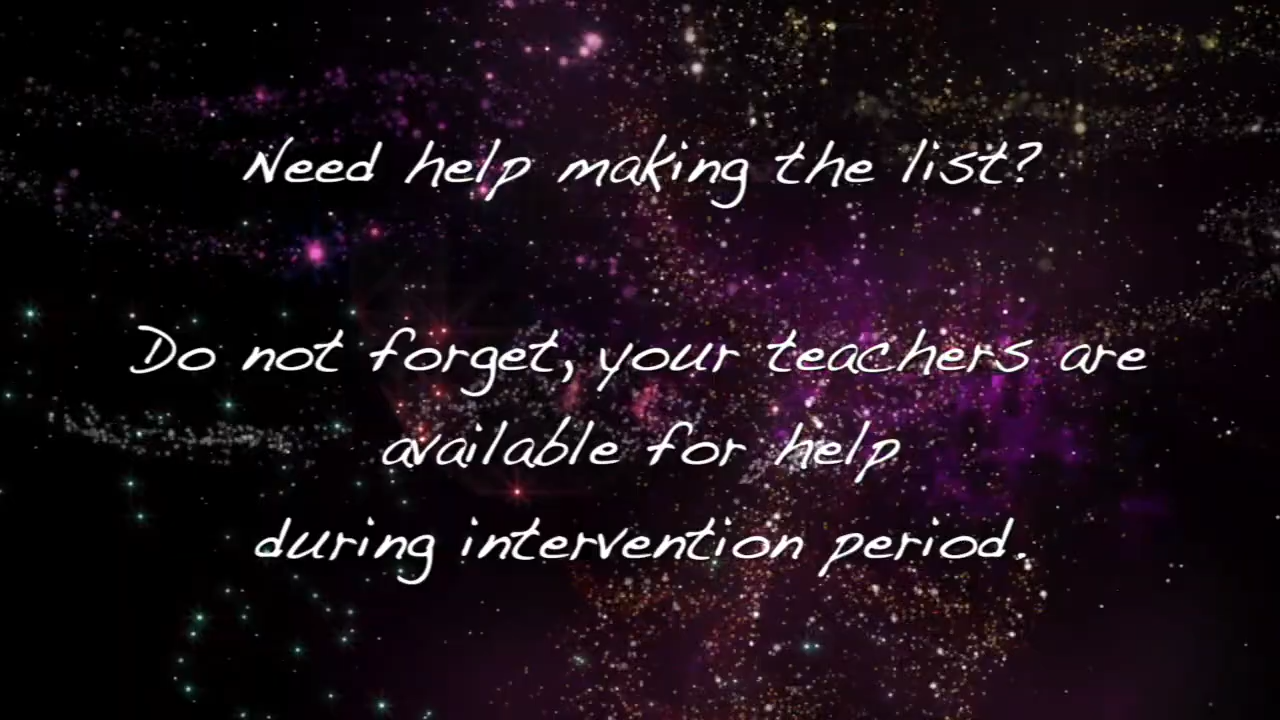 Need help making the list?
Do not forget, your teachers are
available for help
during intervention period.